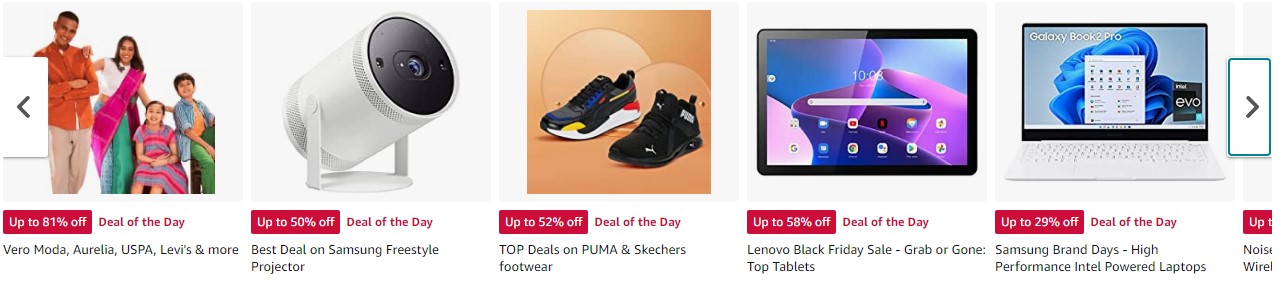 Up to 81% off Deal of the Day
Vero Moda, Aurelia, USPA, Levi's & more
Up to 50% off Deal of the Day
Best Deal on Samsung Freestyle
Projector
PUMA
Up to 52% off Deal of the Day
TOP Deals on PUMA & Skechers
footwear
10:08
Up to 58% off Deal of the Day
Lenovo Black Friday Sale - Grab or Gone:
Top Tablets
Galaxy Book2 Pro
intel
evo
Up to 29% off Deal of the Day
Samsung Brand Days - High
Performance Intel Powered Laptops
Up t
Noise
Wirel